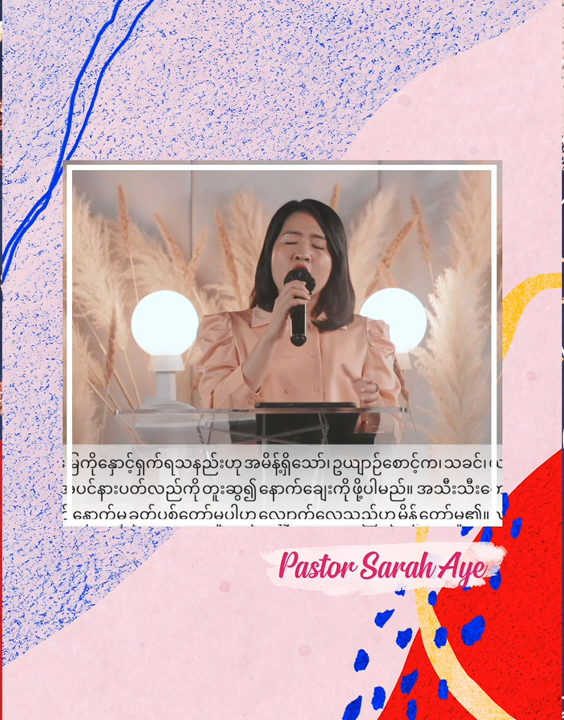 မြေကိုနှောင့်ရှက်ရသနည်းဟု အမိန့်ရှိသော်၊ ဥယျာဉ်စောင့်က၊ သခင်၊
အပင်နားပတ်လည်ကို တူးဆွ၍ နောက်ချေးကို ဖို့ပါမည်။ အသီးသီး
နောက်မှ ခုတ်ပစ်တော်မူပါဟု လျှောက်လေသည်ဟု မိန့်တော်မူ၏။
Pastor Sarah Aye